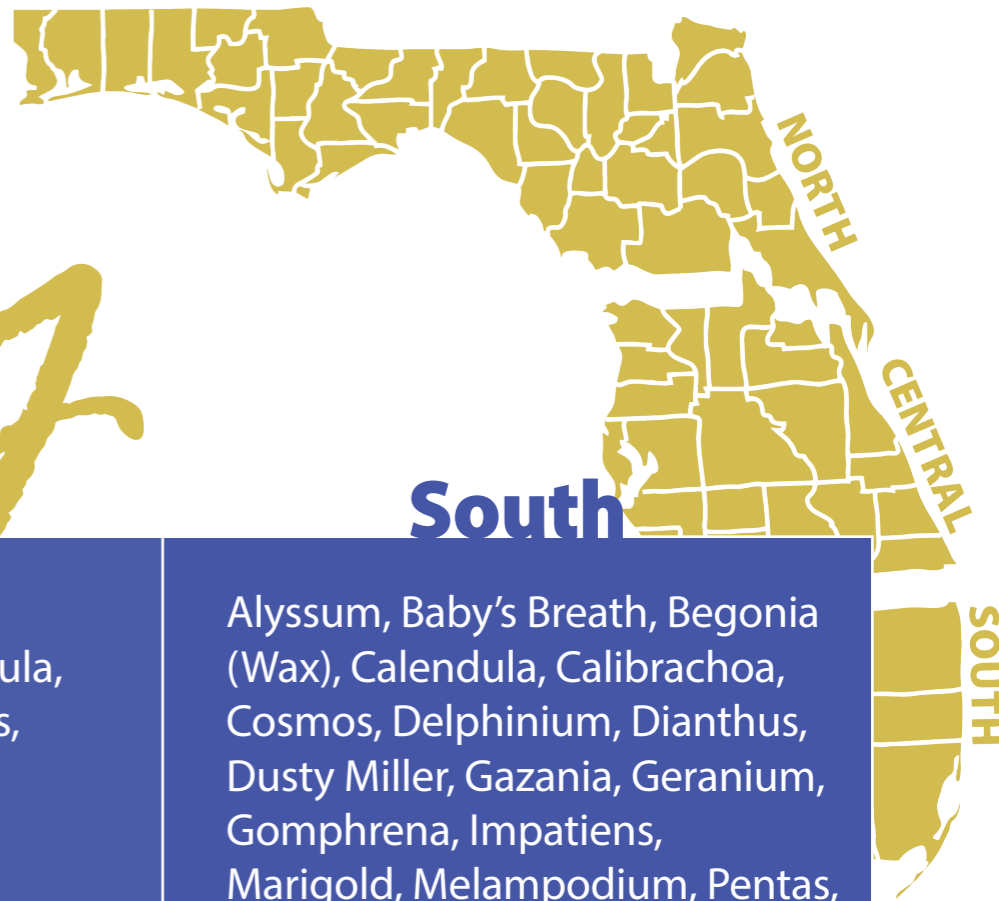 NORTH
CENTRAL
SOUTH
South
ula,
s,
Alyssum, Baby’s Breath, Begonia
(Wax), Calendula, Calibrachoa,
Cosmos, Delphinium, Dianthus,
Dusty Miller, Gazania, Geranium,
Gomphrena, Impatiens,
Marigold, Melampodium, Pentas,